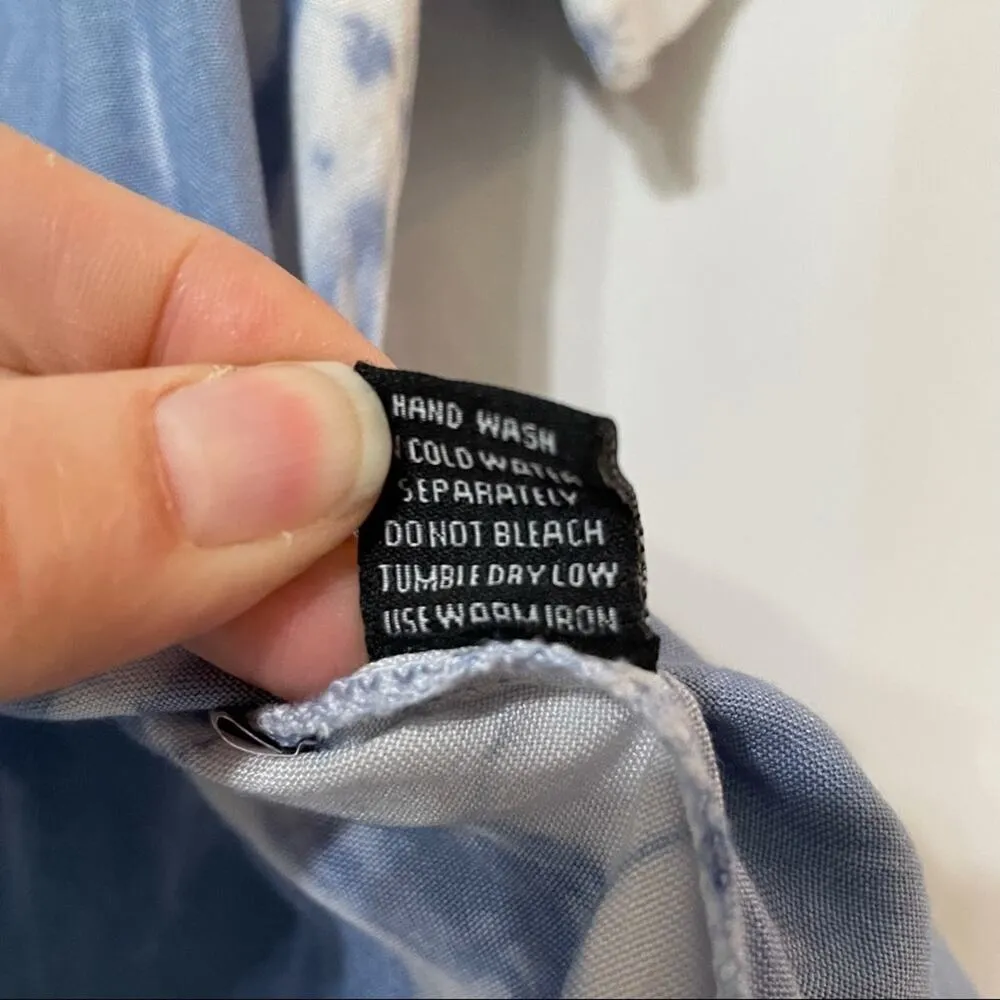 HAND WASH
COLD WATER
SEPARATELY
DO NOT BLEACH
TUMBLE DRY LOW
USE WARM IRON